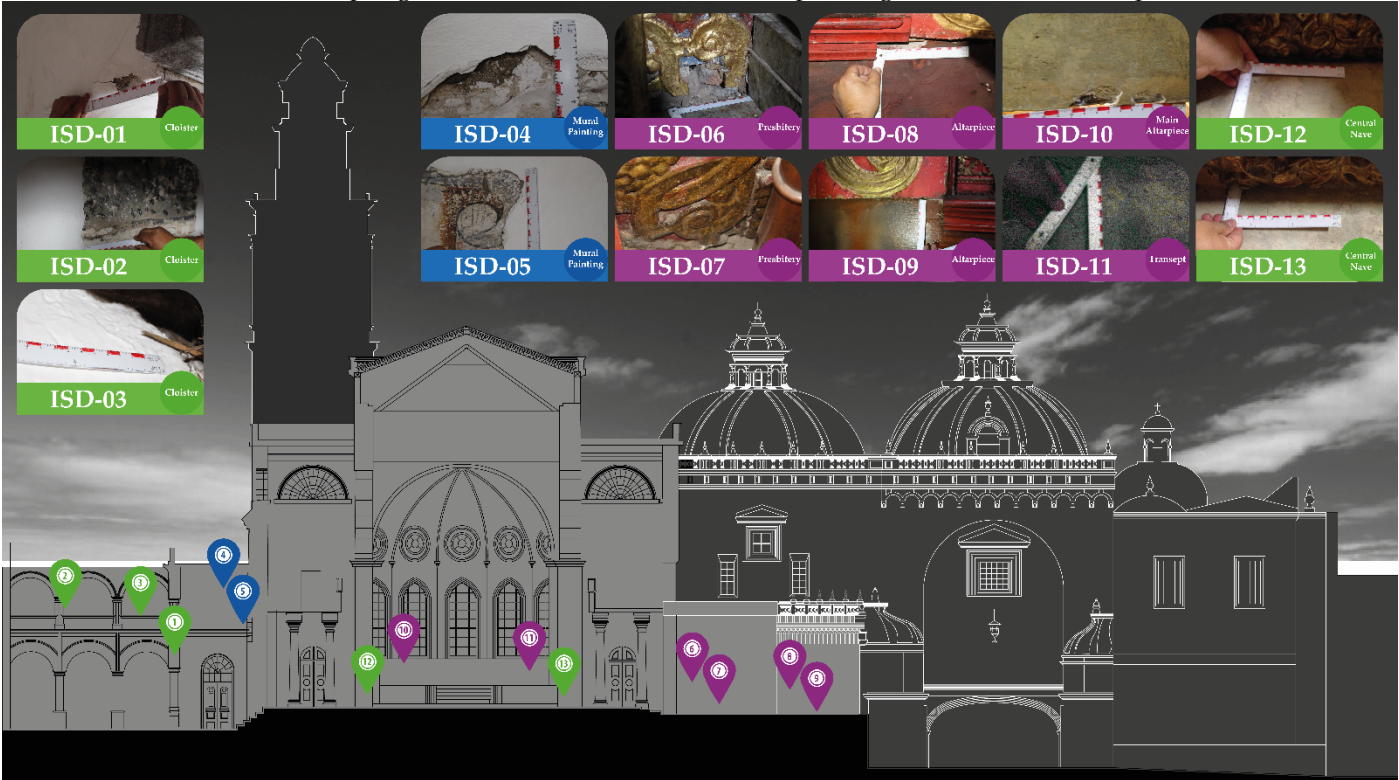 ISD-01
Cloister
ISD-04
Mural
Painting
ISD-06
Presbitery
ISD-08
Altarpiece
ISD-10
Main
Altarpiece
ISD-12
Central
Nave
ISD-02
Cloister
ISD-05
Mural
Painting
ISD-07
Presbitery
ISD-09
Altarpiece
ISD-11
Transept
ISD-13
Central
Nave
ISD-03
Cloister
4
2
3
5
1
10
11
12
13
6
7
8
9